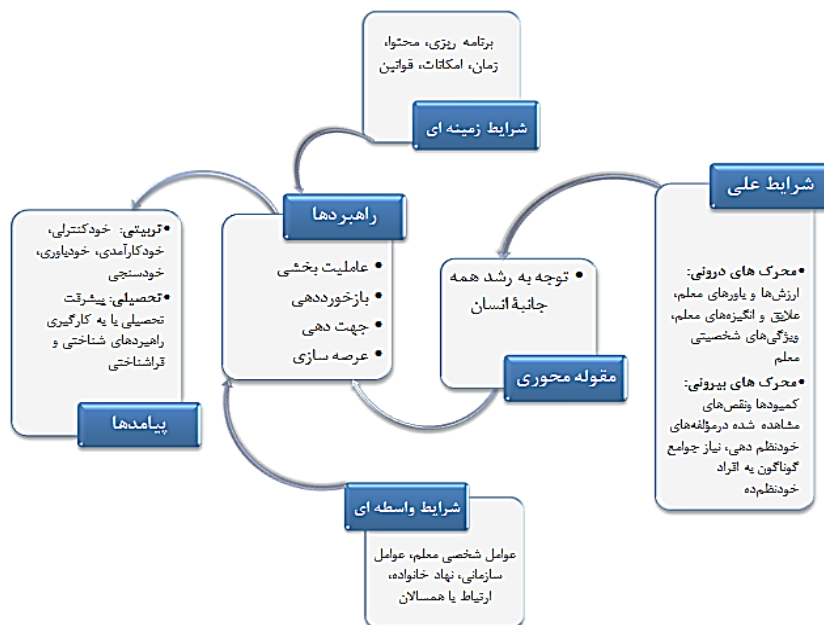 برنامه ریزی، محتوا،
زمان، امکانات، قوانین
شرایط زمینه ای
شرایط علی
•محرک های درونی:
ارزش‌ها و باورهای معلم،
علایق و انگیزه‌های معلم،
ویژگی‌های شخصیتی
معلم
•محرک های بیرونی:
کمبودها ونقص‌های
مشاهده شده درمؤلفه‌های
خودنظم دهی، نیاز جوامع
گوناگون به افراد
خودنظم‌ده
• توجه به رشد همه
جانبۀ انسان
مقوله محوری
راهبردها
• عاملیت بخشی
• بازخورددهی
• جهت دهی
• عرصه سازی
•تربیتی: خودکنترلی،
خودکارآمدی، خودیاوری،
خودسنجی
•تحصیلی: پیشرفت
تحصیلی با به کارگیری
راهبردهای شناختی و
فراشناختی
پیامدها
شرایط واسطه ای
عوامل شخصی معلم، عوامل
سازمانی، نهاد خانواده،
ارتباط با همسالان